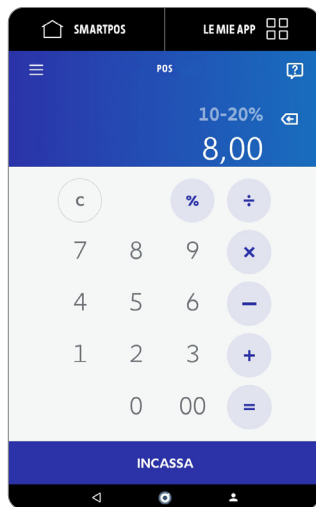 SMARTPOS LE MIE APP
POS
10-20%
8,00
C % ÷
7 8 9 ×
4 5 6 −
1 2 3 +
0 00 =
INCASSA